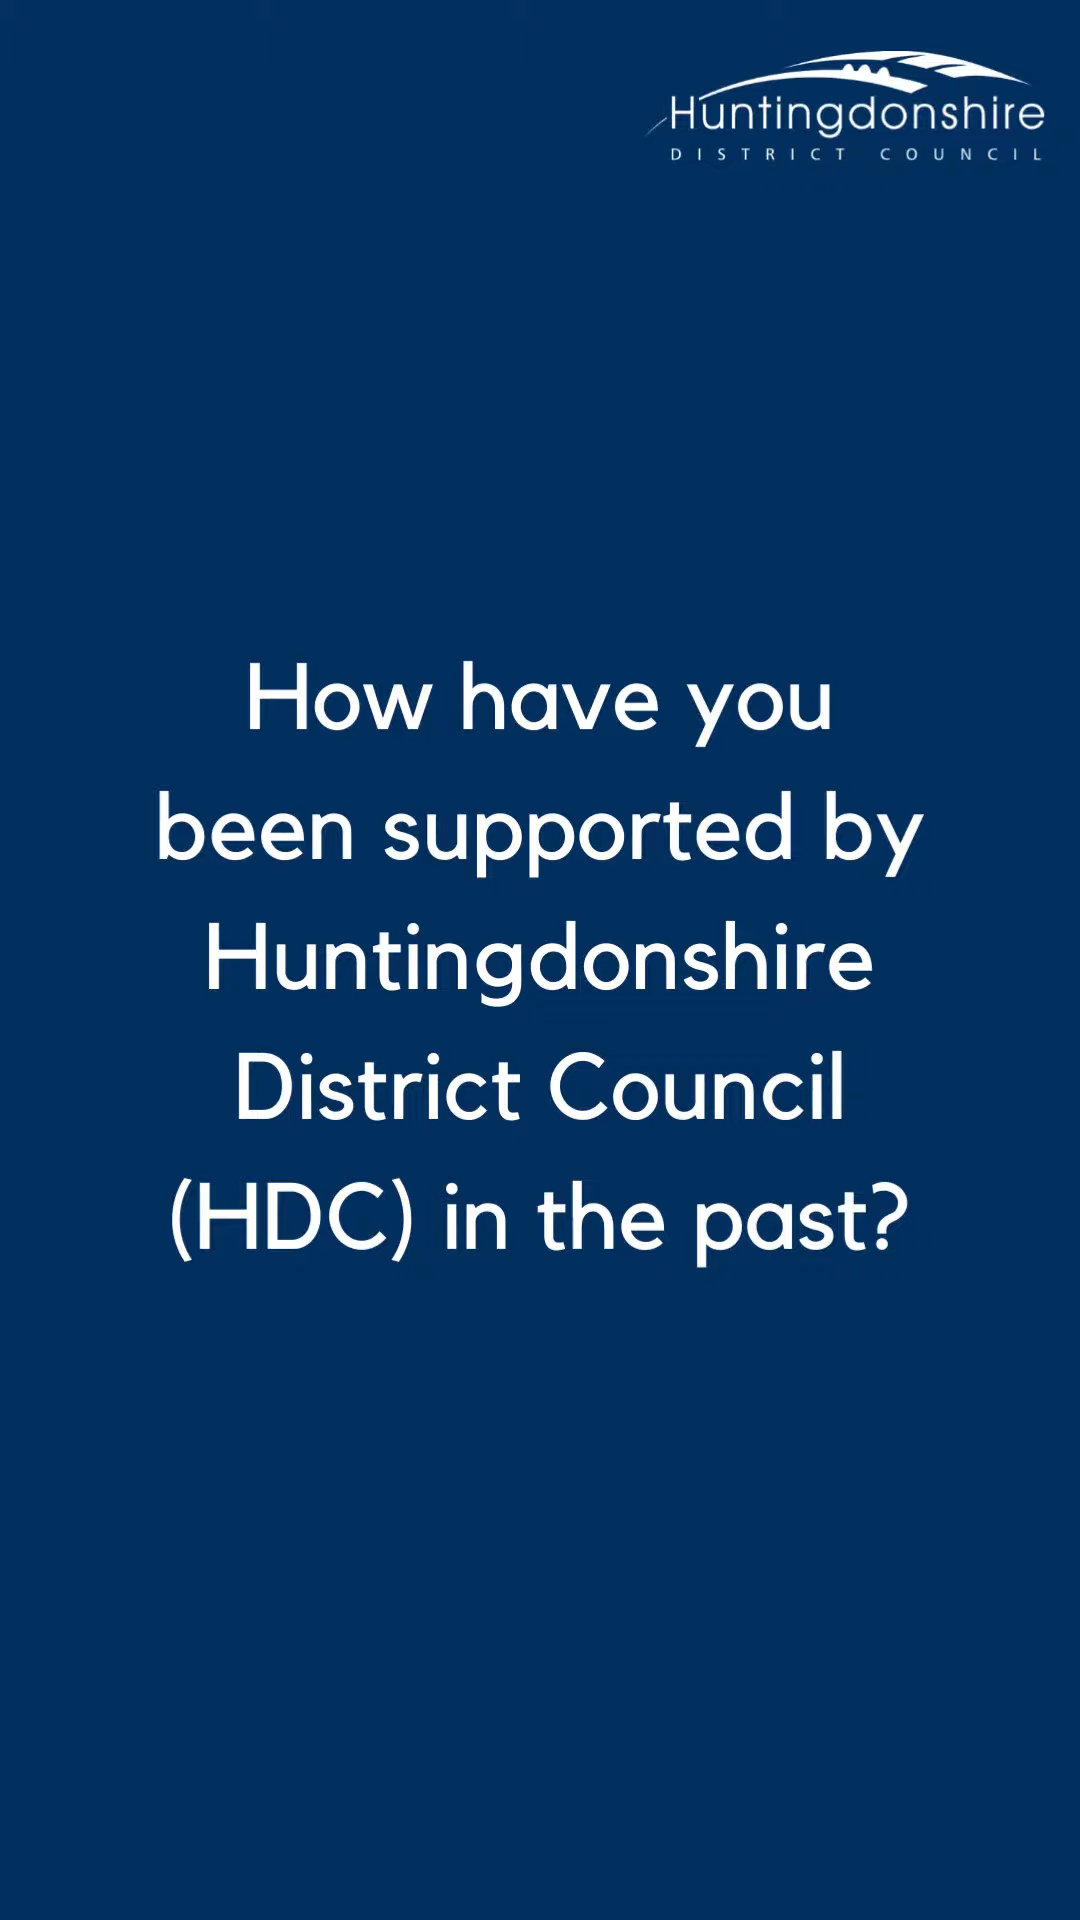 Huntingdonshire
DISTRICT COUNCIL
How have you
been supported by
Huntingdonshire
District Council
(HDC) in the past?